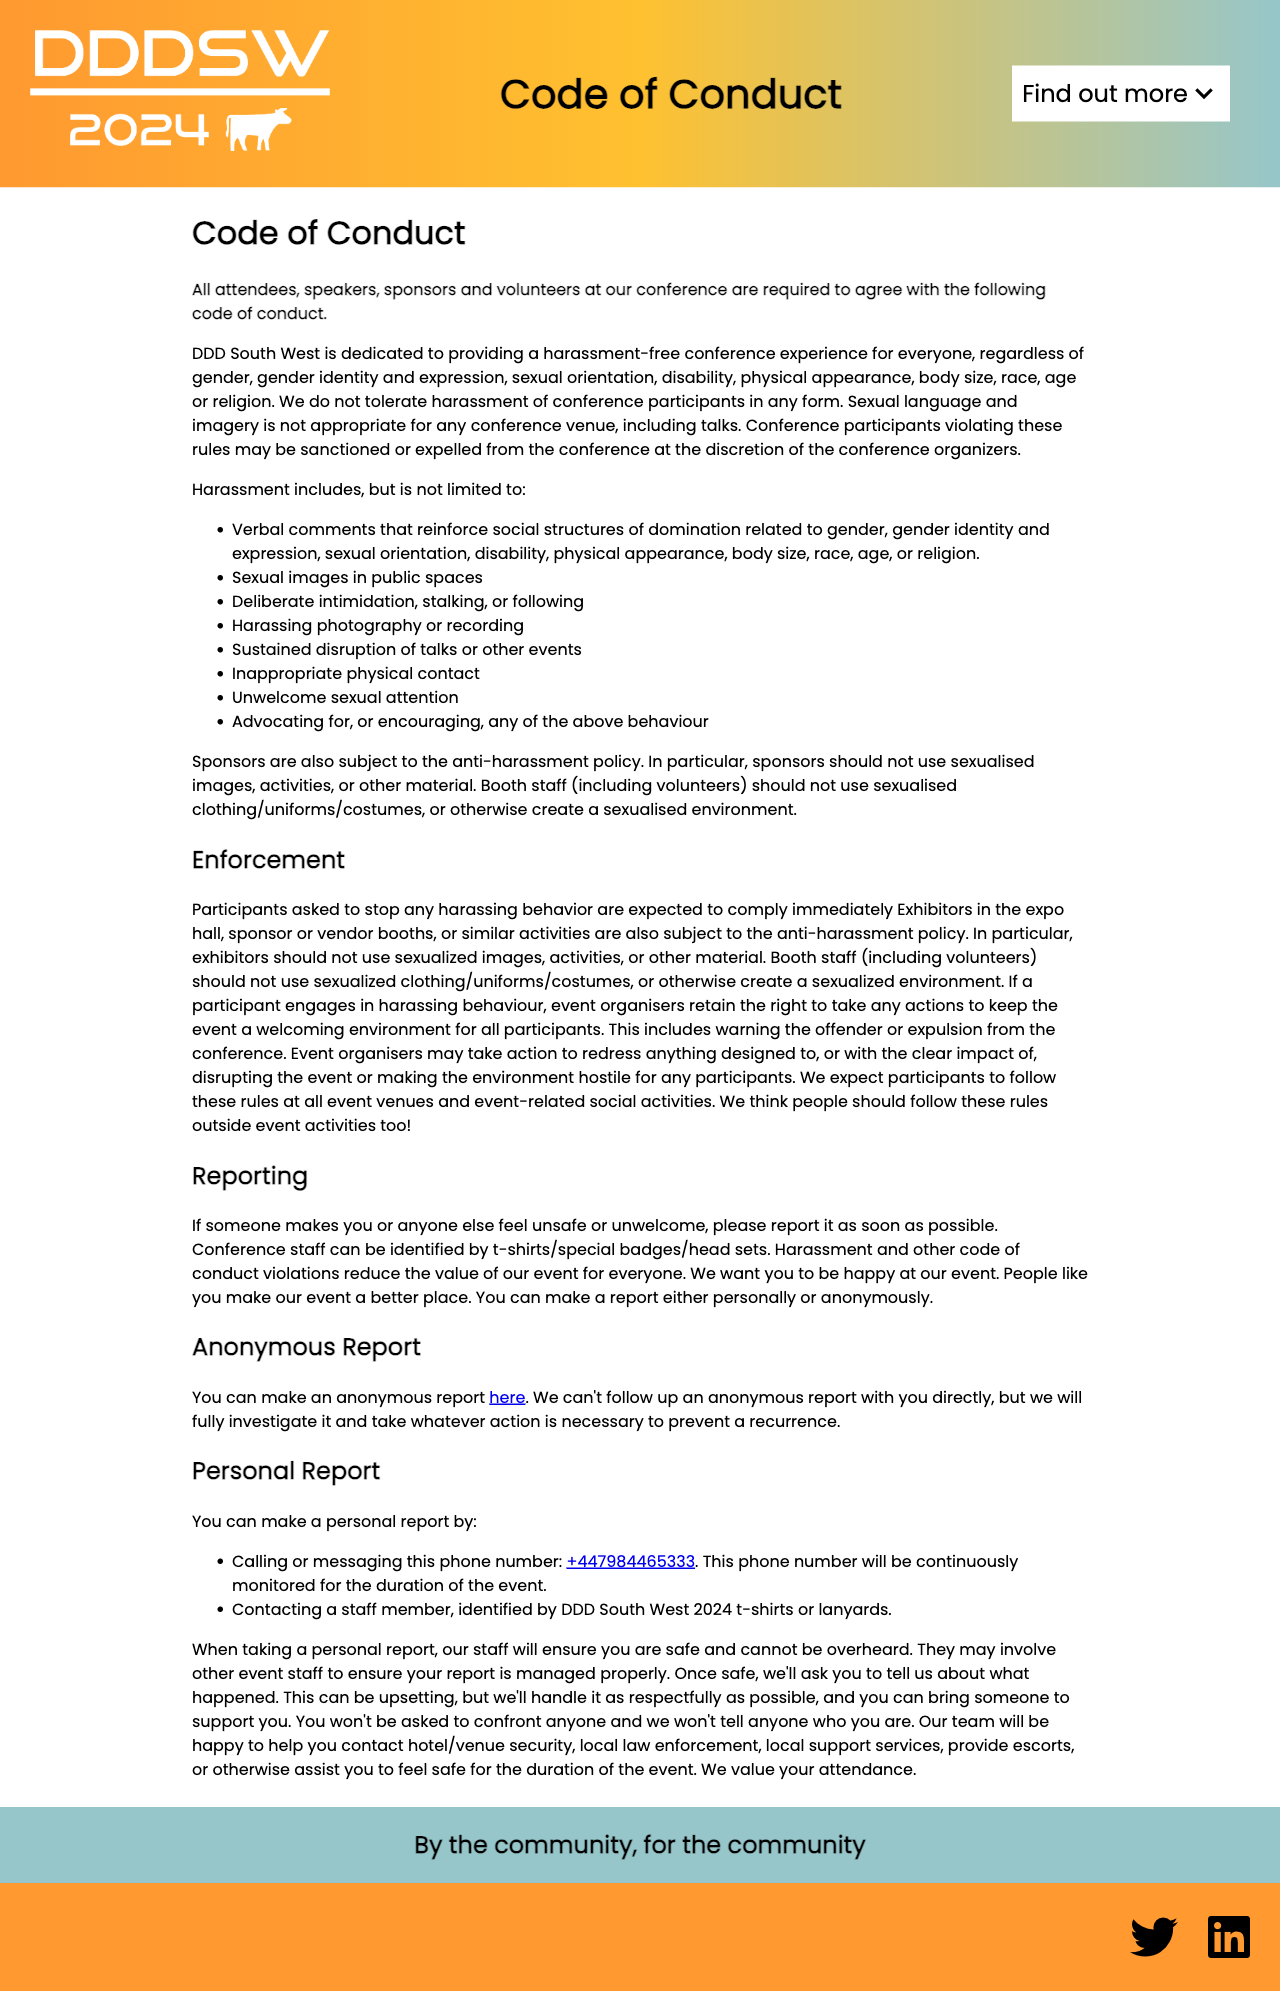 DDDSW
2024
Code of Conduct
Find out more
Code of Conduct
All attendees, speakers, sponsors and volunteers at our conference are required to agree with the following
code of conduct.
DDD South West is dedicated to providing a harassment-free conference experience for everyone, regardless of
gender, gender identity and expression, sexual orientation, disability, physical appearance, body size, race, age
or religion. We do not tolerate harassment of conference participants in any form. Sexual language and
imagery is not appropriate for any conference venue, including talks. Conference participants violating these
rules may be sanctioned or expelled from the conference at the discretion of the conference organizers.
Harassment includes, but is not limited to:
• Verbal comments that reinforce social structures of domination related to gender, gender identity and
expression, sexual orientation, disability, physical appearance, body size, race, age, or religion.
• Sexual images in public spaces
• Deliberate intimidation, stalking, or following
• Harassing photography or recording
• Sustained disruption of talks or other events
• Inappropriate physical contact
• Unwelcome sexual attention
• Advocating for, or encouraging, any of the above behaviour
Sponsors are also subject to the anti-harassment policy. In particular, sponsors should not use sexualised
images, activities, or other material. Booth staff (including volunteers) should not use sexualised
clothing/uniforms/costumes, or otherwise create a sexualised environment.
Enforcement
Participants asked to stop any harassing behavior are expected to comply immediately Exhibitors in the expo
hall, sponsor or vendor booths, or similar activities are also subject to the anti-harassment policy. In particular,
exhibitors should not use sexualized images, activities, or other material. Booth staff (including volunteers)
should not use sexualized clothing/uniforms/costumes, or otherwise create a sexualized environment. If a
participant engages in harassing behaviour, event organisers retain the right to take any actions to keep the
event a welcoming environment for all participants. This includes warning the offender or expulsion from the
conference. Event organisers may take action to redress anything designed to, or with the clear impact of,
disrupting the event or making the environment hostile for any participants. We expect participants to follow
these rules at all event venues and event-related social activities. We think people should follow these rules
outside event activities too!
Reporting
If someone makes you or anyone else feel unsafe or unwelcome, please report it as soon as possible.
Conference staff can be identified by t-shirts/special badges/head sets. Harassment and other code of
conduct violations reduce the value of our event for everyone. We want you to be happy at our event. People like
you make our event a better place. You can make a report either personally or anonymously.
Anonymous Report
You can make an anonymous report here. We can't follow up an anonymous report with you directly, but we will
fully investigate it and take whatever action is necessary to prevent a recurrence.
Personal Report
You can make a personal report by:
• Calling or messaging this phone number: +447984465333. This phone number will be continuously
monitored for the duration of the event.
• Contacting a staff member, identified by DDD South West 2024 t-shirts or lanyards.
When taking a personal report, our staff will ensure you are safe and cannot be overheard. They may involve
other event staff to ensure your report is managed properly. Once safe, we'll ask you to tell us about what
happened. This can be upsetting, but we'll handle it as respectfully as possible, and you can bring someone to
support you. You won't be asked to confront anyone and we won't tell anyone who you are. Our team will be
happy to help you contact hotel/venue security, local law enforcement, local support services, provide escorts,
or otherwise assist you to feel safe for the duration of the event. We value your attendance.
By the community, for the community